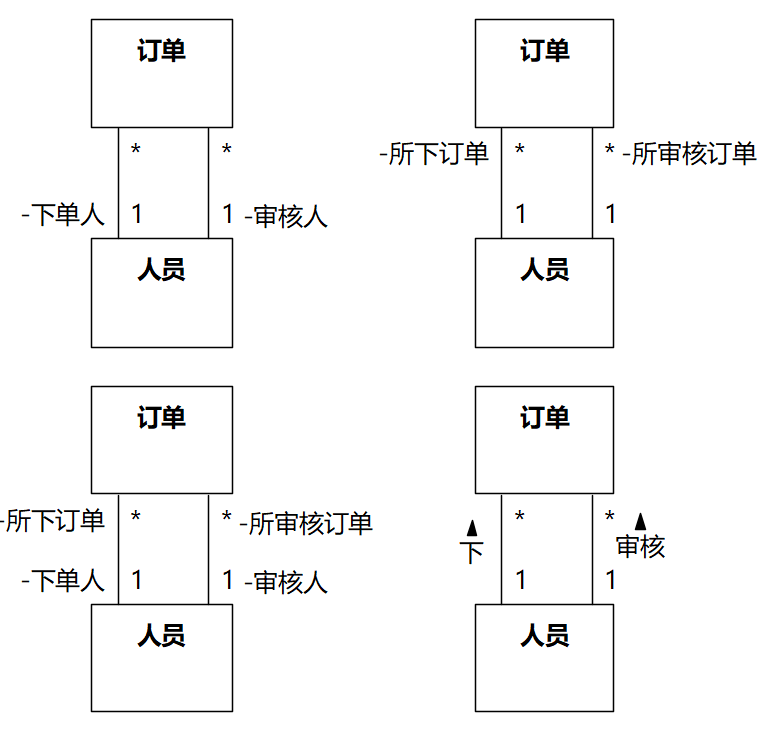 订单
* *
-下单人 1 1 -审核人
人员
订单
-所下订单 * * -所审核订单
1 1
人员
订单
-所下订单 * * -所审核订单
-下单人 1 1 -审核人
人员
订单
* *
下 审核
1 1
人员